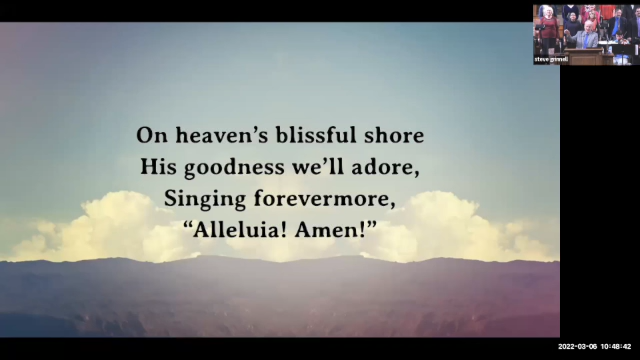 steve grinnell
On heaven’s blissful shore
His goodness we’ll adore,
Singing forevermore,
“Alleluia! Amen!”
2022-03-06 10:48:42